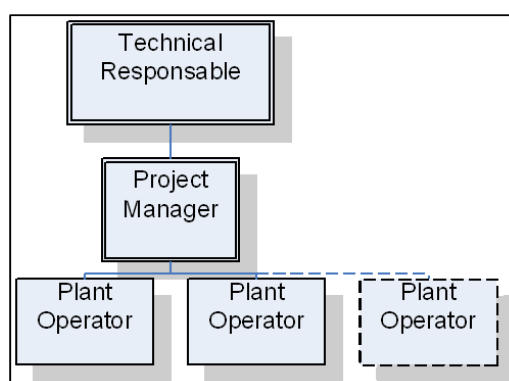 Technical
Responsable
Project
Manager
Plant
Operator
Plant
Operator
Plant
Operator